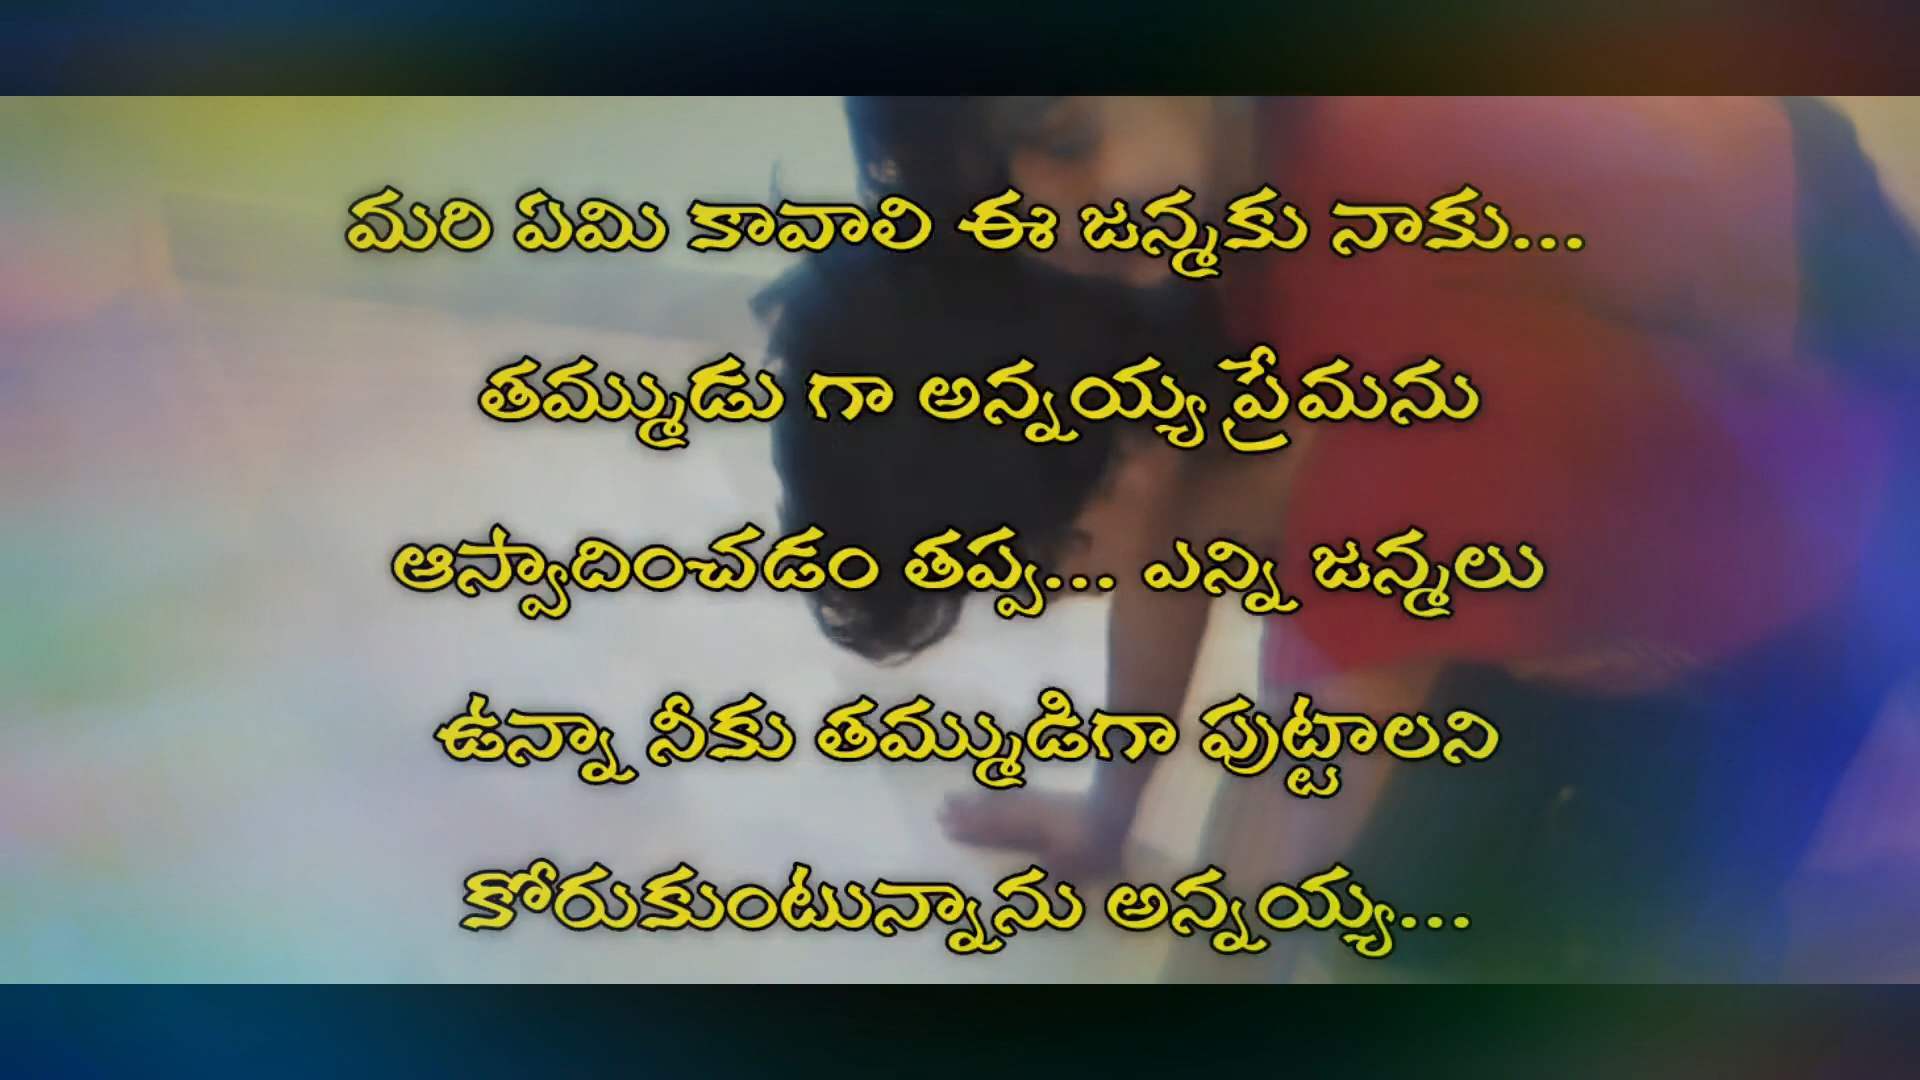 మరి ఏమి కావాలి ఈ జన్మకు నాకు...
తమ్ముడు గా అన్నయ్య ప్రేమను
ఆస్వాదించడం తప్ప... ఎన్ని జన్మలు
ఉన్నా నీకు తమ్ముడిగా పుట్టాలని
కోరుకుంటున్నాను అన్నయ్య...